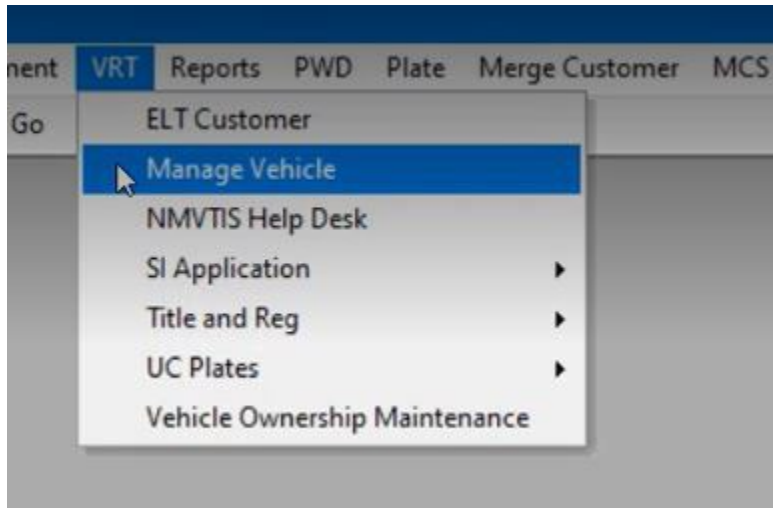 VRT Reports PWD Plate Merge Customer MCS
Go
ELT Customer
Manage Vehicle
NMVTIS Help Desk
SI Application
Title and Reg
UC Plates
Vehicle Ownership Maintenance